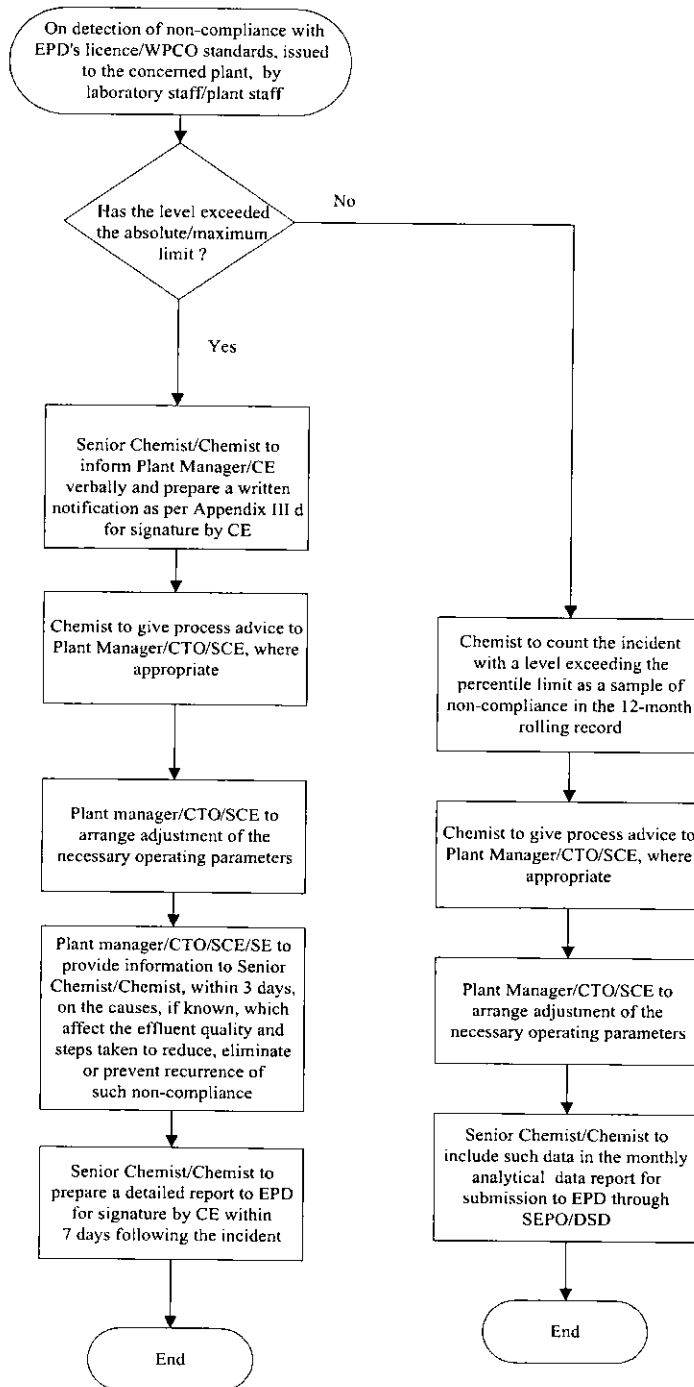 On detection of non-compliance with
EPD's licence/WPCO standards, issued
to the concerned plant, by
laboratory staff/plant staff
Has the level exceeded
the absolute/maximum
limit ?
No
Yes
Senior Chemist/Chemist to
inform Plant Manager/CE
verbally and prepare a written
notification as per Appendix III d
for signature by CE
Chemist to give process advice to
Plant Manager/CTO/SCE, where
appropriate
Plant manager/CTO/SCE to
arrange adjustment of the
necessary operating parameters
Plant manager/CTO/SCE/SE to
provide information to Senior
Chemist/Chemist, within 3 days,
on the causes, if known, which
affect the effluent quality and
steps taken to reduce, eliminate
or prevent recurrence of
such non-compliance
Senior Chemist/Chemist to
prepare a detailed report to EPD
for signature by CE within
7 days following the incident
End
Chemist to count the incident
with a level exceeding the
percentile limit as a sample of
non-compliance in the 12-month
rolling record
Chemist to give process advice to
Plant Manager/CTO/SCE, where
appropriate
Plant Manager/CTO/SCE to
arrange adjustment of the
necessary operating parameters
Senior Chemist/Chemist to
include such data in the monthly
analytical data report for
submission to EPD through
SEPO/DSD
End